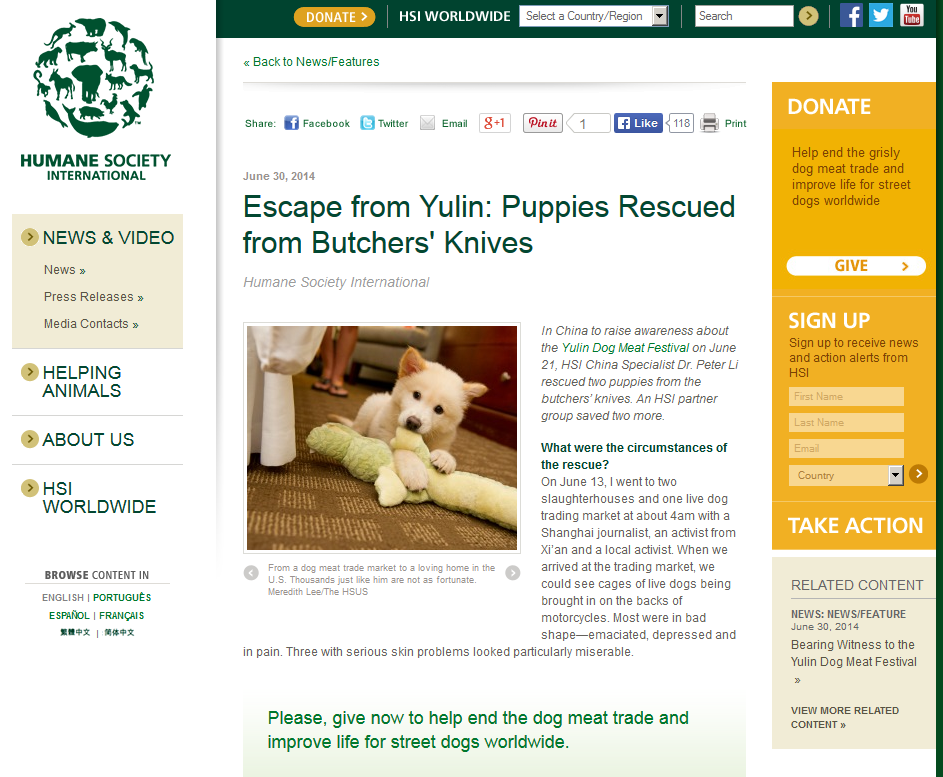 DONATE
HSI WORLDWIDE
Select a Country/Region
Search
You
Tube
HUMANE SOCIETY
INTERNATIONAL
NEWS & VIDEO
News »
Press Releases »
Media Contacts »
HELPING
ANIMALS
ABOUT US
HSI
WORLDWIDE
BROWSE CONTENT IN
ENGLISH | PORTUGUÊS
ESPAÑOL | FRANÇAIS
繁體中文 | 简体中文
« Back to News/Features
Share: Facebook Twitter Email g+1 Pin it 1 Like 118 Print
June 30, 2014
Escape from Yulin: Puppies Rescued
from Butchers' Knives
Humane Society International
From a dog meat trade market to a loving home in the
U.S. Thousands just like him are not as fortunate.
Meredith Lee/The HSUS
In China to raise awareness about
the Yulin Dog Meat Festival on June
21, HSI China Specialist Dr. Peter Li
rescued two puppies from the
butchers' knives. An HSI partner
group saved two more.
What were the circumstances of
the rescue?
On June 13, I went to two
slaughterhouses and one live dog
trading market at about 4am with a
Shanghai journalist, an activist from
Xi'an and a local activist. When we
arrived at the trading market, we
could see cages of live dogs being
brought in on the backs of
motorcycles. Most were in bad
shape—emaciated, depressed and
in pain. Three with serious skin problems looked particularly miserable.
Please, give now to help end the dog meat trade and
improve life for street dogs worldwide.
DONATE
Help end the grisly
dog meat trade and
improve life for street
dogs worldwide
GIVE
SIGN UP
Sign up to receive news
and action alerts from
HSI
First Name
Last Name
Email
Country
TAKE ACTION
RELATED CONTENT
NEWS: NEWS/FEATURE
June 30, 2014
Bearing Witness to the
Yulin Dog Meat Festival
»
VIEW MORE RELATED
CONTENT »